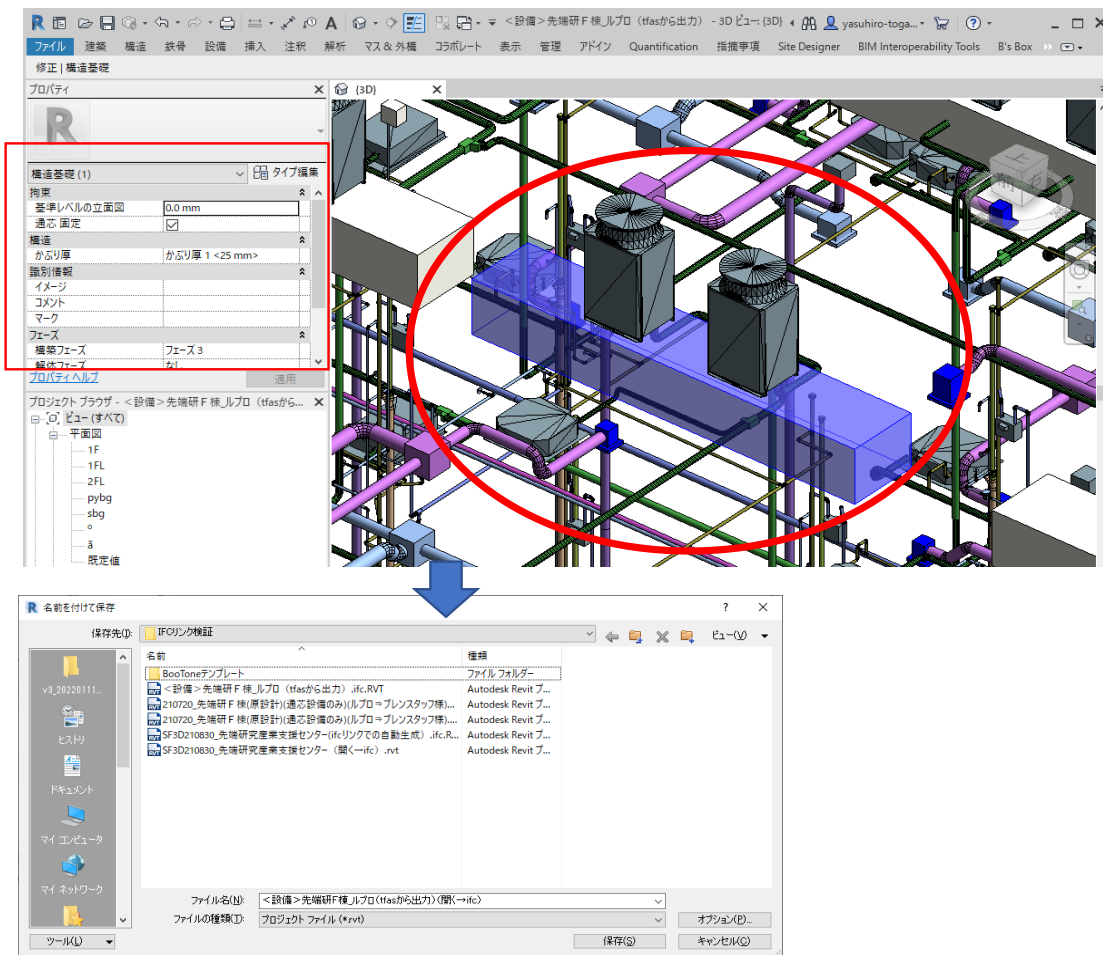 <設備>先端研F棟_ルプロ（tfasから出力） - 3D ビュー: {3D}
yasuhiro-toga...
ファイル 建築 構造 鉄骨 設備 挿入 注釈 解析 マス & 外構 コラボレート 表示 管理 アドイン Quantification 指摘事項 Site Designer BIM Interoperability Tools B's Box
修正 | 構造基礎
プロパティ
{3D}
R
構造基礎 (1)
タイプ編集
拘束
基準レベルの立面図 0.0 mm
通芯 固定
構造
かぶり厚 かぶり厚 1 <25 mm>
識別情報
イメージ
コメント
マーク
フェーズ
構築フェーズ フェーズ 3
解体フェーズ なし
プロパティ ヘルプ
適用
プロジェクト ブラウザ - <設備>先端研F棟_ルプロ（tfasから...
ビュー (すべて)
平面図
1F
1FL
2FL
pybg
sbg
°
ã
既定値
名前を付けて保存
保存先(I):
IFCリンク検証
ビュー(V)
名前 種類
BooToneテンプレート ファイル フォルダー
<設備>先端研F棟_ルプロ（tfasから出力）.ifc.RVT Autodesk Revit プ...
210720_先端研F棟(原設計)(通芯設備のみ)(ルプロ⇒ブレンスタッフ様)... Autodesk Revit プ...
210720_先端研F棟(原設計)(通芯設備のみ)(ルプロ⇒ブレンスタッフ様)... Autodesk Revit プ...
SF3D210830_先端研究産業支援センター(ifcリンクでの自動生成）.ifc.R... Autodesk Revit プ...
SF3D210830_先端研究産業支援センター（開く←ifc）.rvt Autodesk Revit プ...
v3_20220111...
ヒストリ
ドキュメント
マイ コンピュータ
マイ ネットワーク
ファイル名(N): <設備>先端研F棟_ルプロ(tfasから出力)(開く→ifc)
ファイルの種類(T): プロジェクト ファイル (*rvt)
オプション(P)...
ツール(L)
保存(S)
キャンセル(C)